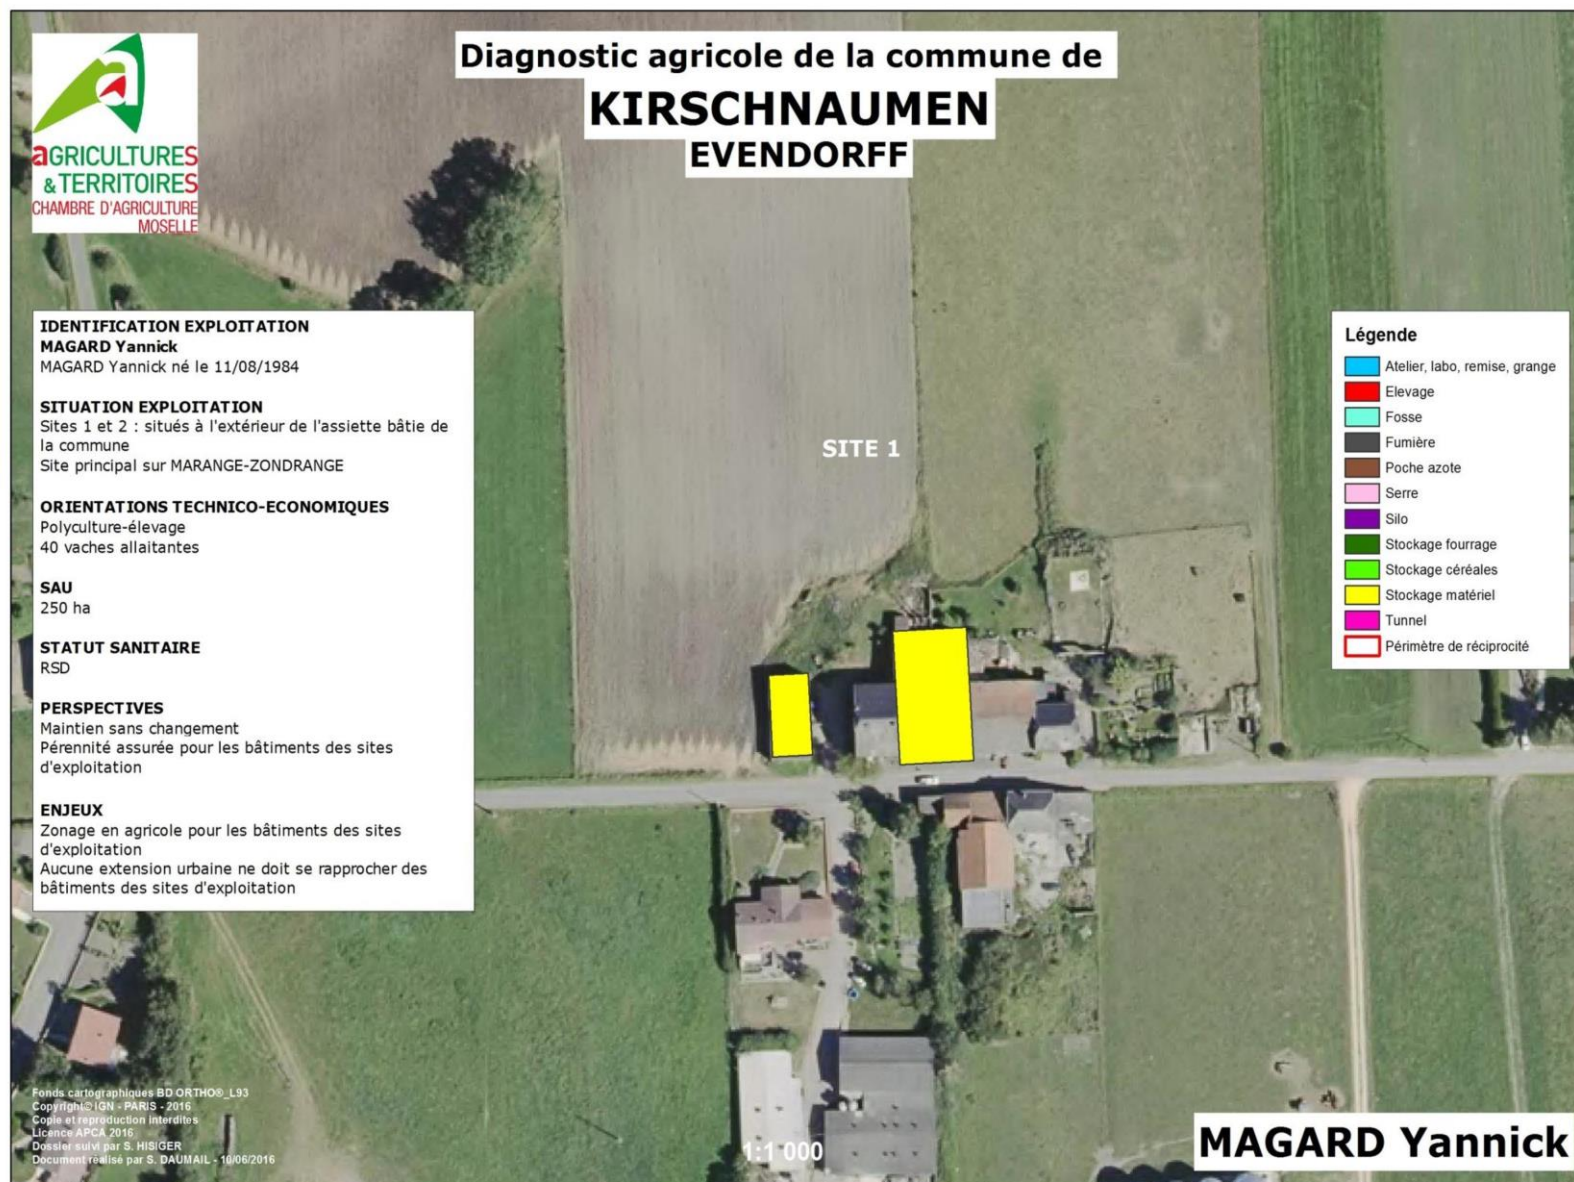 Diagnostic agricole de la commune de
KIRSCHNAUMEN
EVENDORFF
aGRICULTURES
& TERRITOIRES
CHAMBRE D'AGRICULTURE
MOSELLE
IDENTIFICATION EXPLOITATION
MAGARD Yannick
MAGARD Yannick né le 11/08/1984
SITUATION EXPLOITATION
Sites 1 et 2 : situés à l'extérieur de l'assiette bâtie de
la commune
Site principal sur MARANGE-ZONDRANGE
ORIENTATIONS TECHNICO-ECONOMIQUES
Polyculture-élevage
40 vaches allaitantes
SAU
250 ha
STATUT SANITAIRE
RSD
PERSPECTIVES
Maintien sans changement
Pérennité assurée pour les bâtiments des sites
d'exploitation
ENJEUX
Zonage en agricole pour les bâtiments des sites
d'exploitation
Aucune extension urbaine ne doit se rapprocher des
bâtiments des sites d'exploitation
SITE 1
Légende
Atelier, labo, remise, grange
Elevage
Fosse
Fumière
Poche azote
Serre
Silo
Stockage fourrage
Stockage céréales
Stockage matériel
Tunnel
Périmètre de réciprocité
Fonds cartographiques BD ORTHO®_L93
Copyright© IGN - PARIS - 2016
Copie et reproduction interdites
Licence APCA 2016
Dossier suivi par S. HISIGER
Document réalisé par S. DAUMAIL - 10/06/2016
1:1 000
MAGARD Yannick